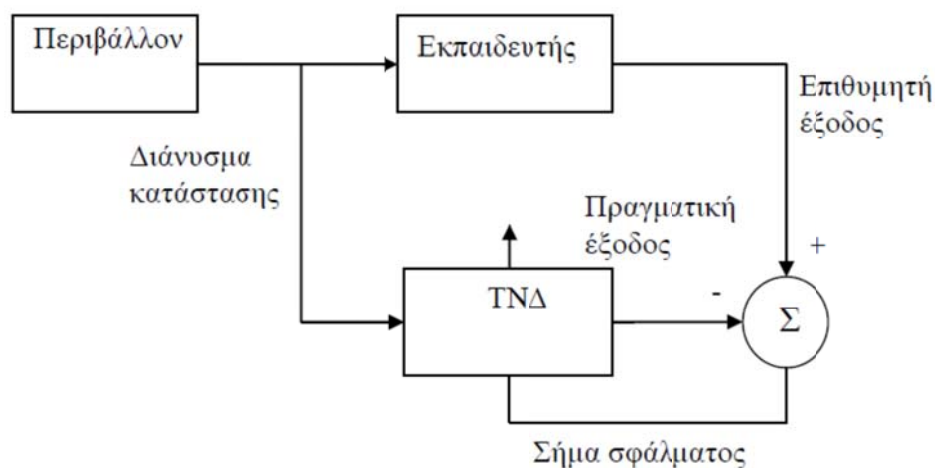 Περιβάλλον
Εκπαιδευτής
Επιθυμητή
έξοδος
Διάνυσμα
κατάστασης
Πραγματική
έξοδος
+
ΤΝΔ
-
Σ
Σήμα σφάλματος